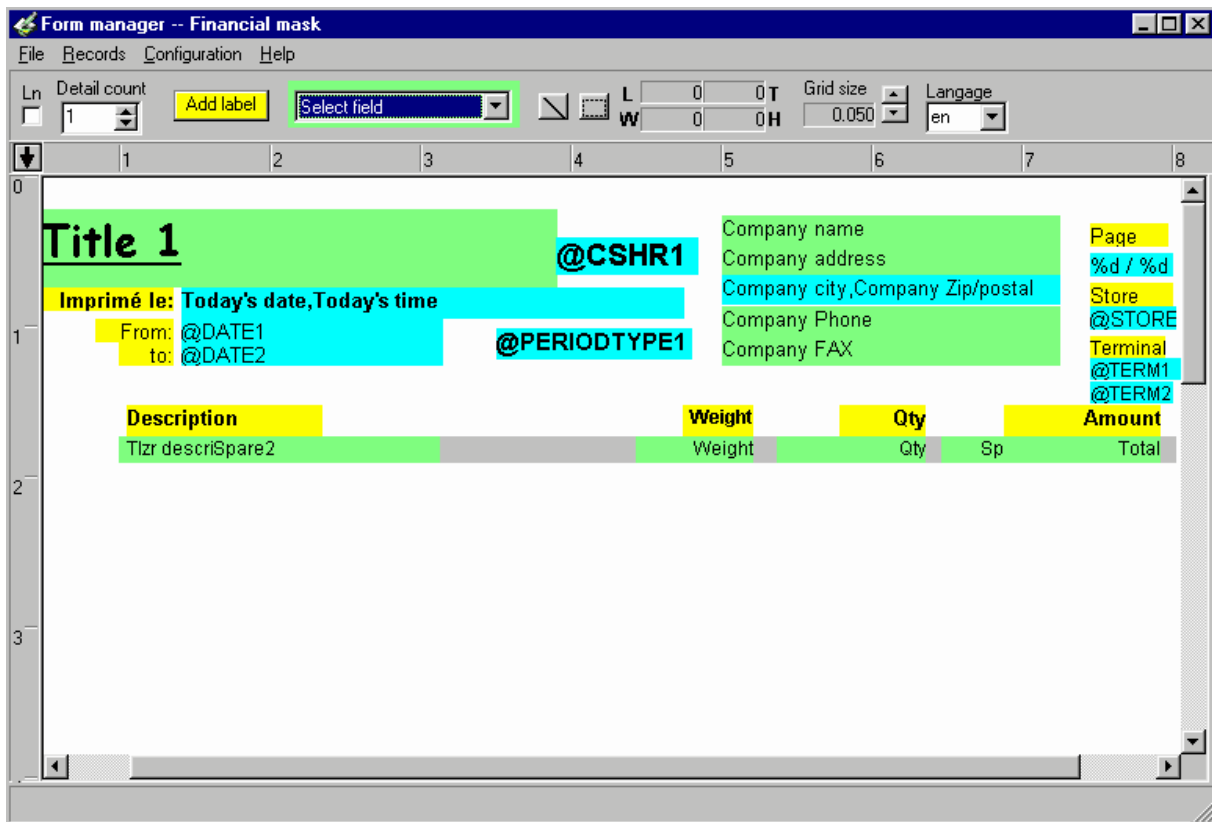 Form manager -- Financial mask
File Records Configuration Help
Ln Detail count Grid size Langage
1 Add label Select field L 0 0 T 0.050 en
W 0 0 H
1 2 3 4 5 6 7 8
0
Title 1 @CSHR1 Company name Page
Company address %d / %d
Imprimé le: Today's date,Today's time Company city,Company Zip/postal Store
1 From: @DATE1 @PERIODTYPE1 Company Phone @STORE
to: @DATE2 Company FAX Terminal
@TERM1
@TERM2
Description Weight Qty Amount
Tlzr descriSpare2 Weight Qty Sp Total
2
3